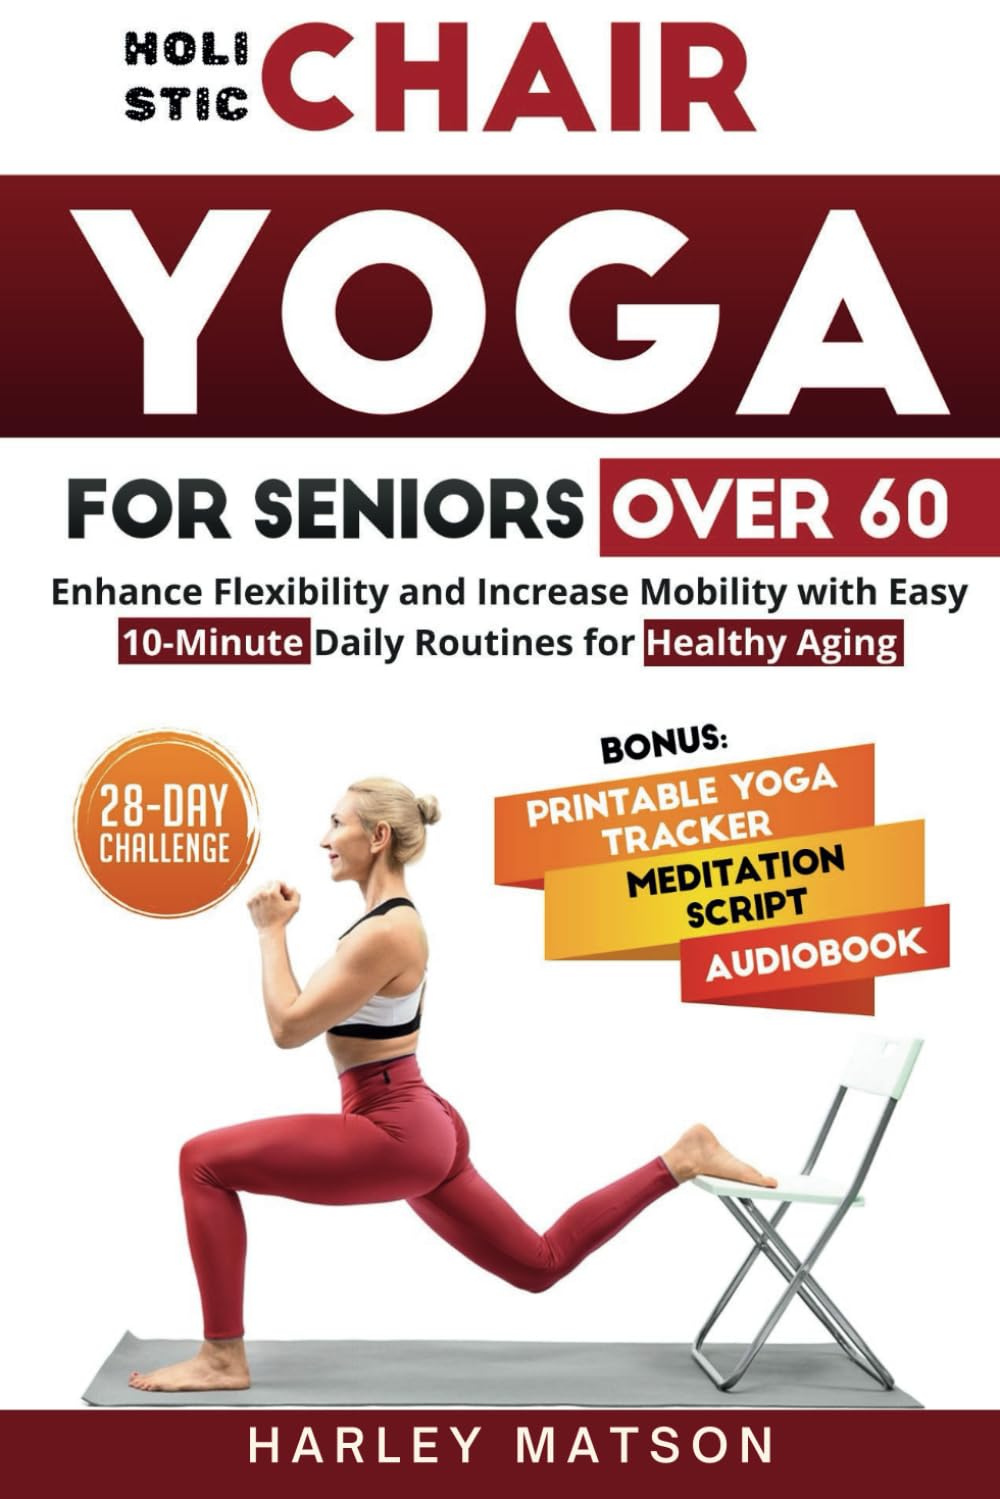 HOLI
STIC
CHAIR
YOGA
FOR SENIORS OVER 60
Enhance Flexibility and Increase Mobility with Easy
10-Minute Daily Routines for Healthy Aging
28-DAY
CHALLENGE
BONUS:
PRINTABLE YOGA
TRACKER
MEDITATION
SCRIPT
AUDIOBOOK
HARLEY MATSON